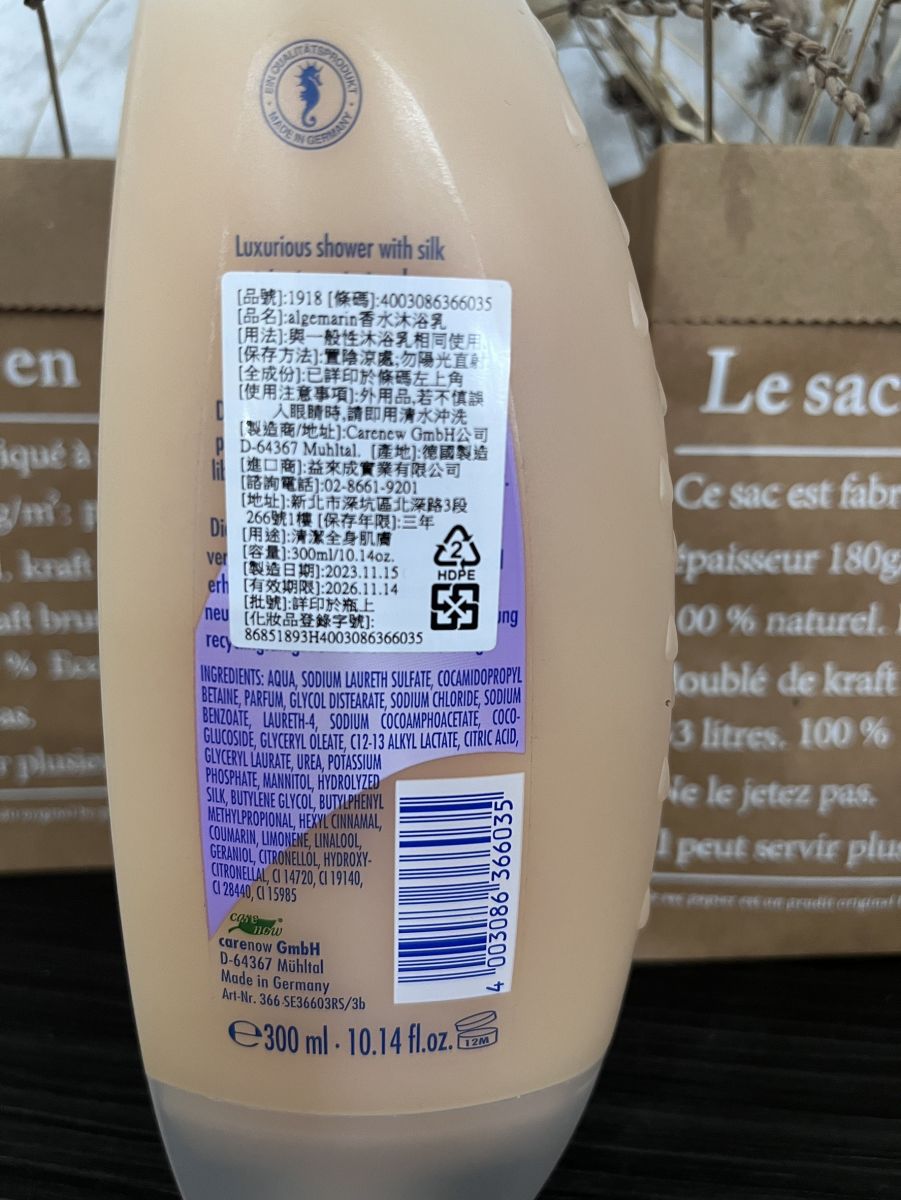 EIN QUALITÄTSPRODUKT
MADE IN GERMANY
Luxurious shower with silk
[品號]:1918 [條碼]:4003086366035
[品名]:algemarin香水沐浴乳
[用法]:與一般性沐浴乳相同使用
[保存方法]:置陰涼處;勿陽光直射
[全成份]:已詳印於條碼左上角
[使用注意事項]:外用品,若不慎誤
入眼睛時,請即用清水沖洗
[製造商/地址]:Carenew GmbH公司
D-64367 Muhltal. [產地]:德國製造
[進口商]:益來成實業有限公司
[諮詢電話]:02-8661-9201
[地址]:新北市深坑區北深路3段
266號1樓 [保存年限]:三年
[用途]:清潔全身肌膚
[容量]:300ml/10.14oz.
[製造日期]:2023.11.15
[有效期限]:2026.11.14
[批號]:詳印於瓶上
[化妝品登錄字號]:
86851893H4003086366035
2
HDPE
INGREDIENTS: AQUA, SODIUM LAURETH SULFATE, COCAMIDOPROPYL
BETAINE, PARFUM, GLYCOL DISTEARATE, SODIUM CHLORIDE, SODIUM
BENZOATE, LAURETH-4, SODIUM COCOAMPHOACETATE, COCO-
GLUCOSIDE, GLYCERYL OLEATE, C12-13 ALKYL LACTATE, CITRIC ACID,
GLYCERYL LAURATE, UREA, POTASSIUM
PHOSPHATE, MANNITOL, HYDROLYZED
SILK, BUTYLENE GLYCOL, BUTYLPHENYL
METHYLPROPIONAL, HEXYL CINNAMAL,
COUMARIN, LIMONENE, LINALOOL,
GERANIOL, CITRONELLOL, HYDROXY-
CITRONELLAL, CI 14720, CI 19140,
CI 28440, CI 15985
care now
carenow GmbH
D-64367 Mühltal
Made in Germany
Art-Nr. 366 SE36603RS/3b
4 003086 366035
℮300 ml · 10.14 fl.oz. 12M
en
iqué à
g/m²:
kraft
aft brun
%
plusie
Le sac
Ce sac est fabr
épaisseur 180g
00 % naturel.
doublé de kraft
3 litres. 100 %
Ne le jetez pas.
l peut servir plus